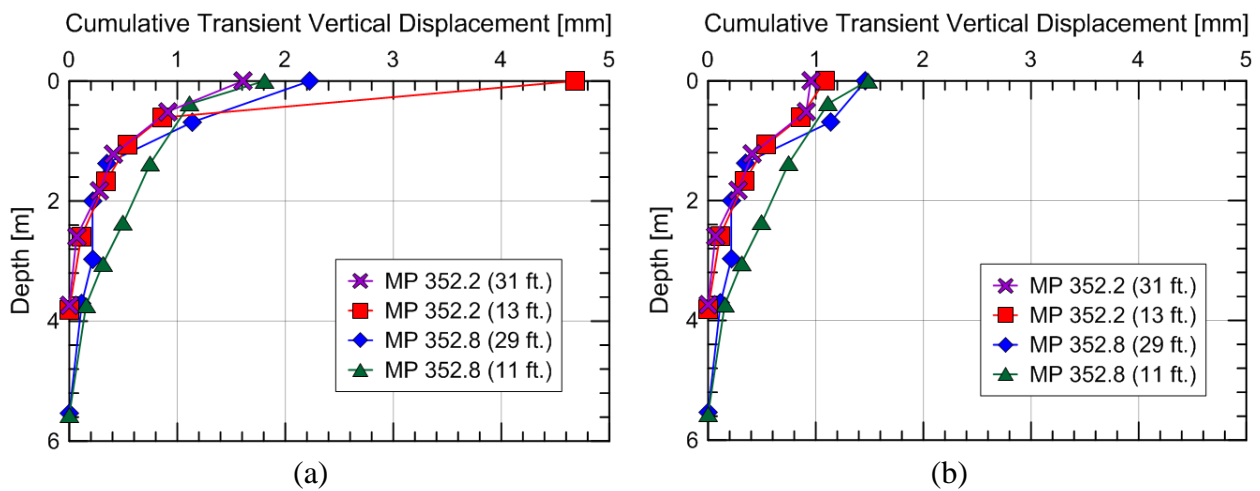 Cumulative Transient Vertical Displacement [mm]
0 1 2 3 4 5
0
2
4
6
Depth [m]
MP 352.2 (31 ft.)
MP 352.2 (13 ft.)
MP 352.8 (29 ft.)
MP 352.8 (11 ft.)
(a)
Cumulative Transient Vertical Displacement [mm]
0 1 2 3 4 5
0
2
4
6
Depth [m]
MP 352.2 (31 ft.)
MP 352.2 (13 ft.)
MP 352.8 (29 ft.)
MP 352.8 (11 ft.)
(b)